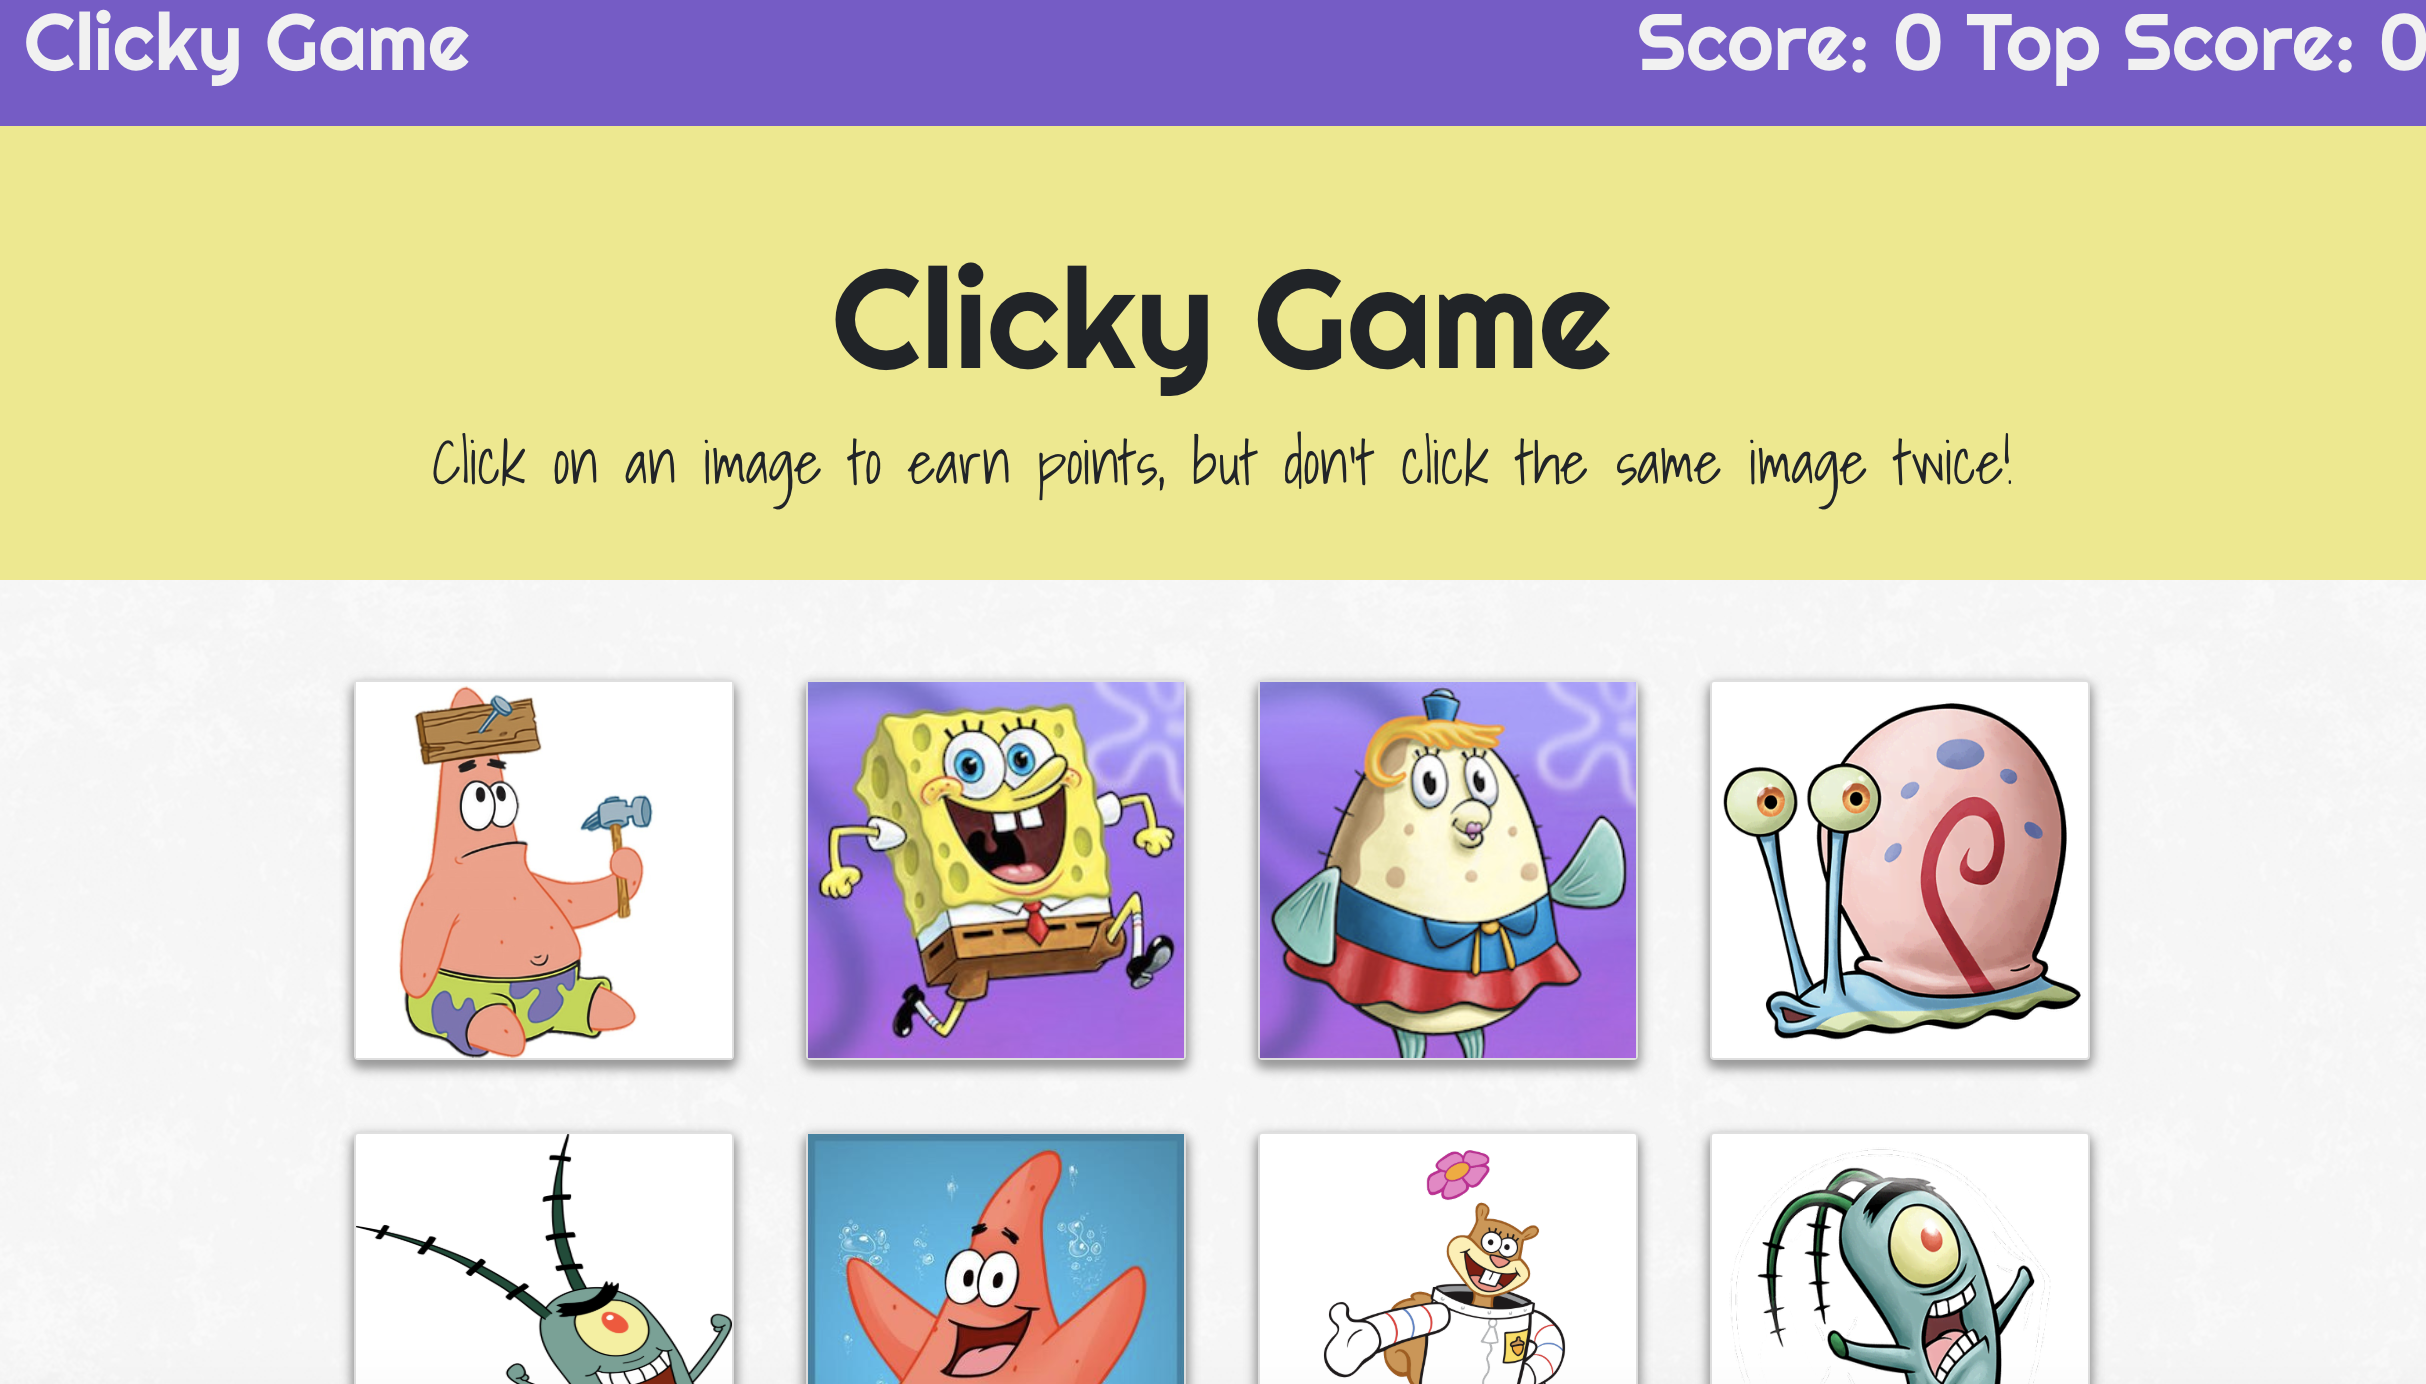 Clicky Game
Score: 0 Top Score: 0
Clicky Game
Click on an image to earn points, but don't click the same image twice!